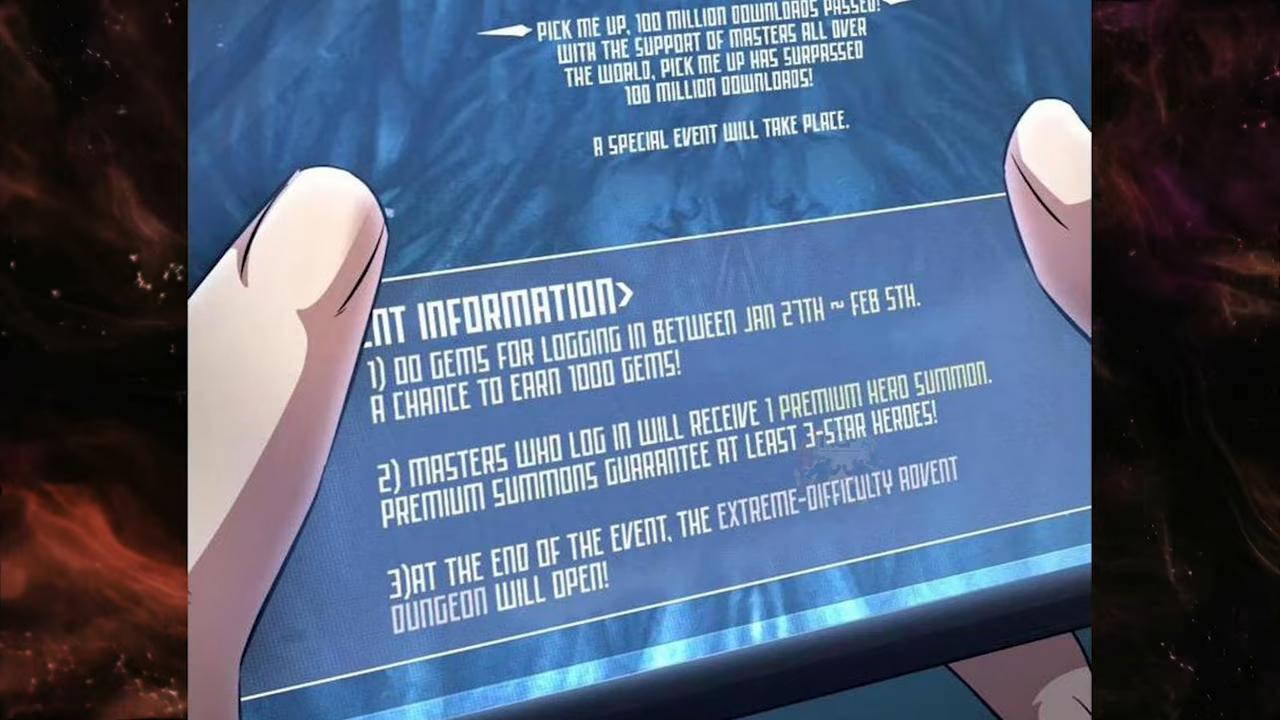 PICK ME UP, 100 MILLION DOWNLOADS PASSED!
WITH THE SUPPORT OF MASTERS ALL OVER
THE WORLD, PICK ME UP HAS SURPASSED
100 MILLION DOWNLOADS!
A SPECIAL EVENT WILL TAKE PLACE.
ENT INFORMATION>
1) DO GEMS FOR LOGGING IN BETWEEN JAN 27TH ~ FEB 5TH.
A CHANCE TO EARN 1000 GEMS!
2) MASTERS WHO LOG IN WILL RECEIVE 1 PREMIUM HERO SUMMON.
PREMIUM SUMMONS GUARANTEE AT LEAST 3-STAR HEROES!
3)AT THE END OF THE EVENT, THE EXTREME-DIFFICULTY ADVENT
DUNGEON WILL OPEN!